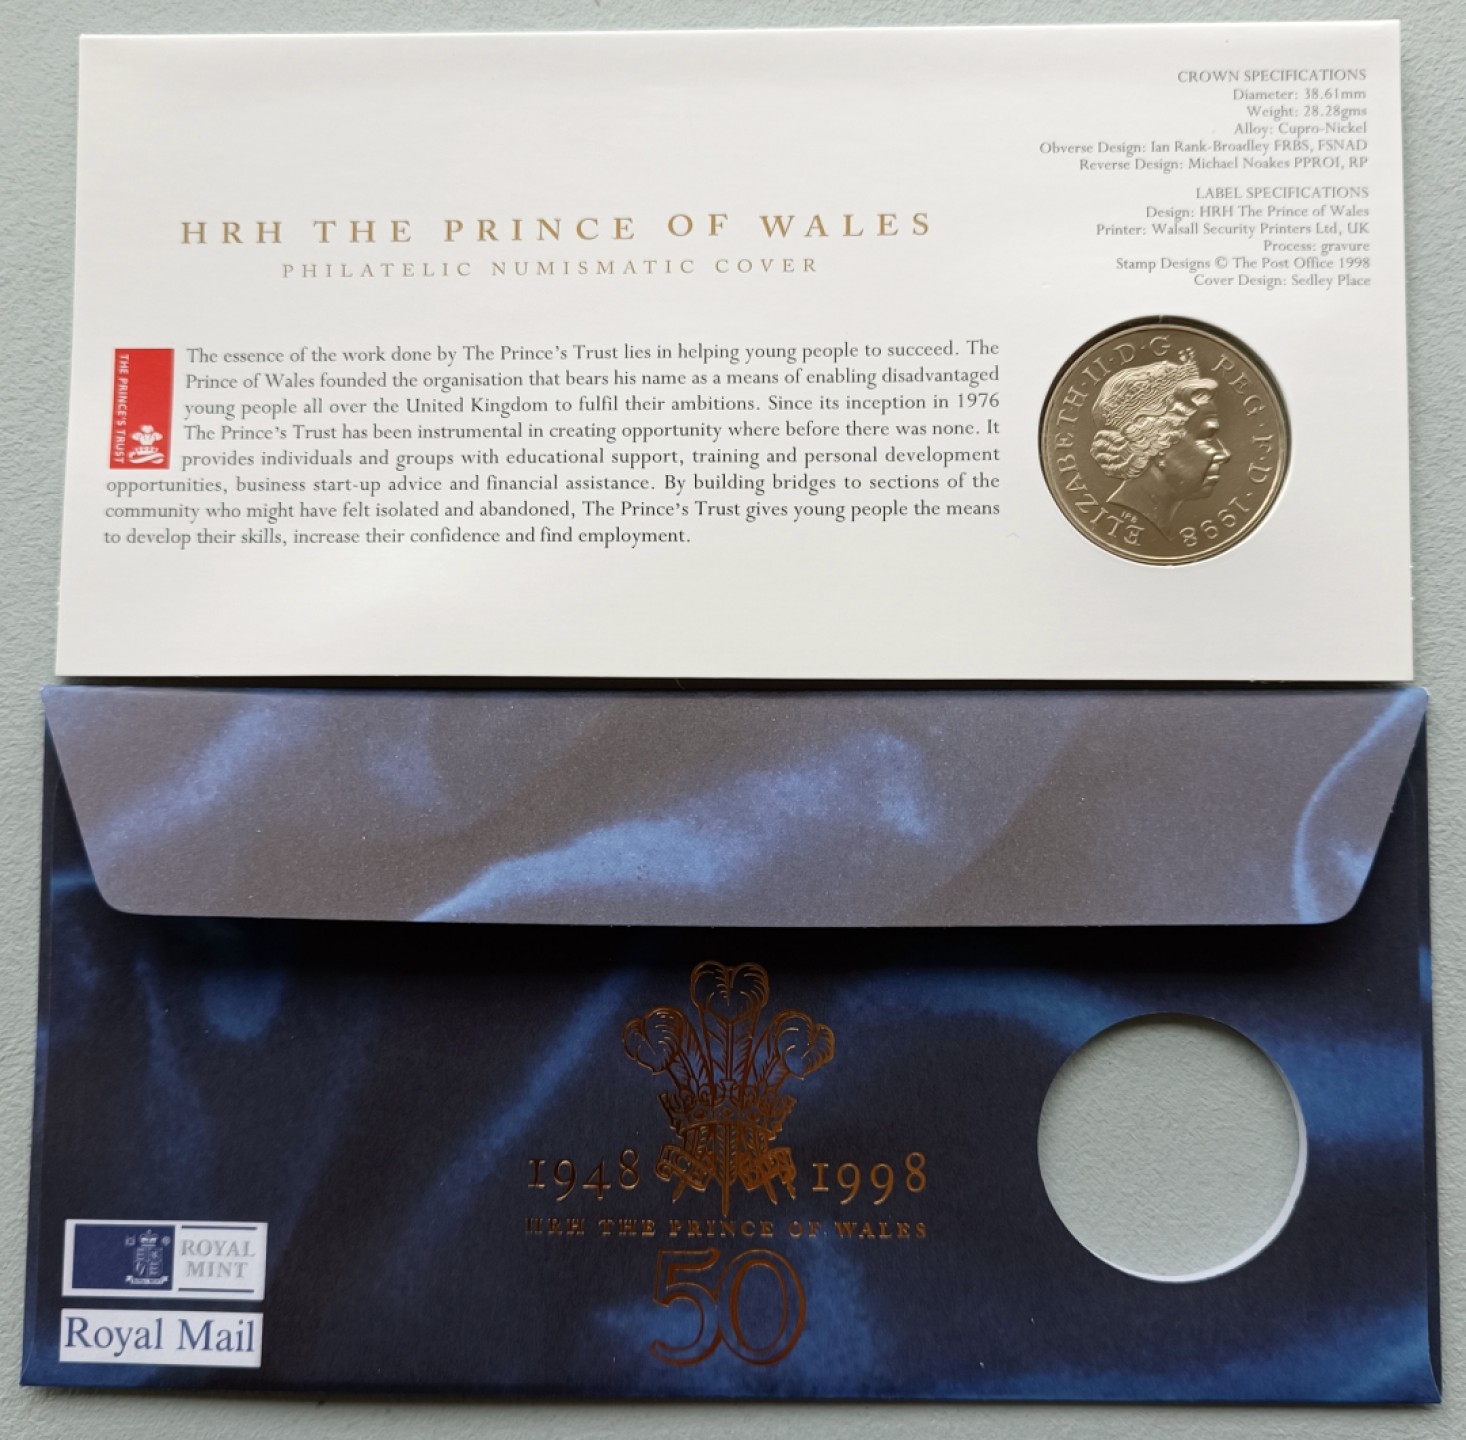 CROWN SPECIFICATIONS
Diameter: 38.61mm
Weight: 28.28gms
Alloy: Cupro-Nickel
Obverse Design: Ian Rank-Broadley FRBS, FSNAD
Reverse Design: Michael Noakes PPROI, RP
LABEL SPECIFICATIONS
Design: HRH The Prince of Wales
Printer: Walsall Security Printers Ltd, UK
Process: gravure
Stamp Designs © The Post Office 1998
Cover Design: Sedley Place
HRH THE PRINCE OF WALES
PHILATELIC NUMISMATIC COVER
THE PRINCE'S TRUST
The essence of the work done by The Prince's Trust lies in helping young people to succeed. The
Prince of Wales founded the organisation that bears his name as a means of enabling disadvantaged
young people all over the United Kingdom to fulfil their ambitions. Since its inception in 1976
The Prince's Trust has been instrumental in creating opportunity where before there was none. It
provides individuals and groups with educational support, training and personal development
opportunities, business start-up advice and financial assistance. By building bridges to sections of the
community who might have felt isolated and abandoned, The Prince's Trust gives young people the means
to develop their skills, increase their confidence and find employment.
ELIZABETH·II·D·G REG·F·D·1998
IRB
1948 1998
HRH THE PRINCE OF WALES
50
ROYAL
MINT
Royal Mail